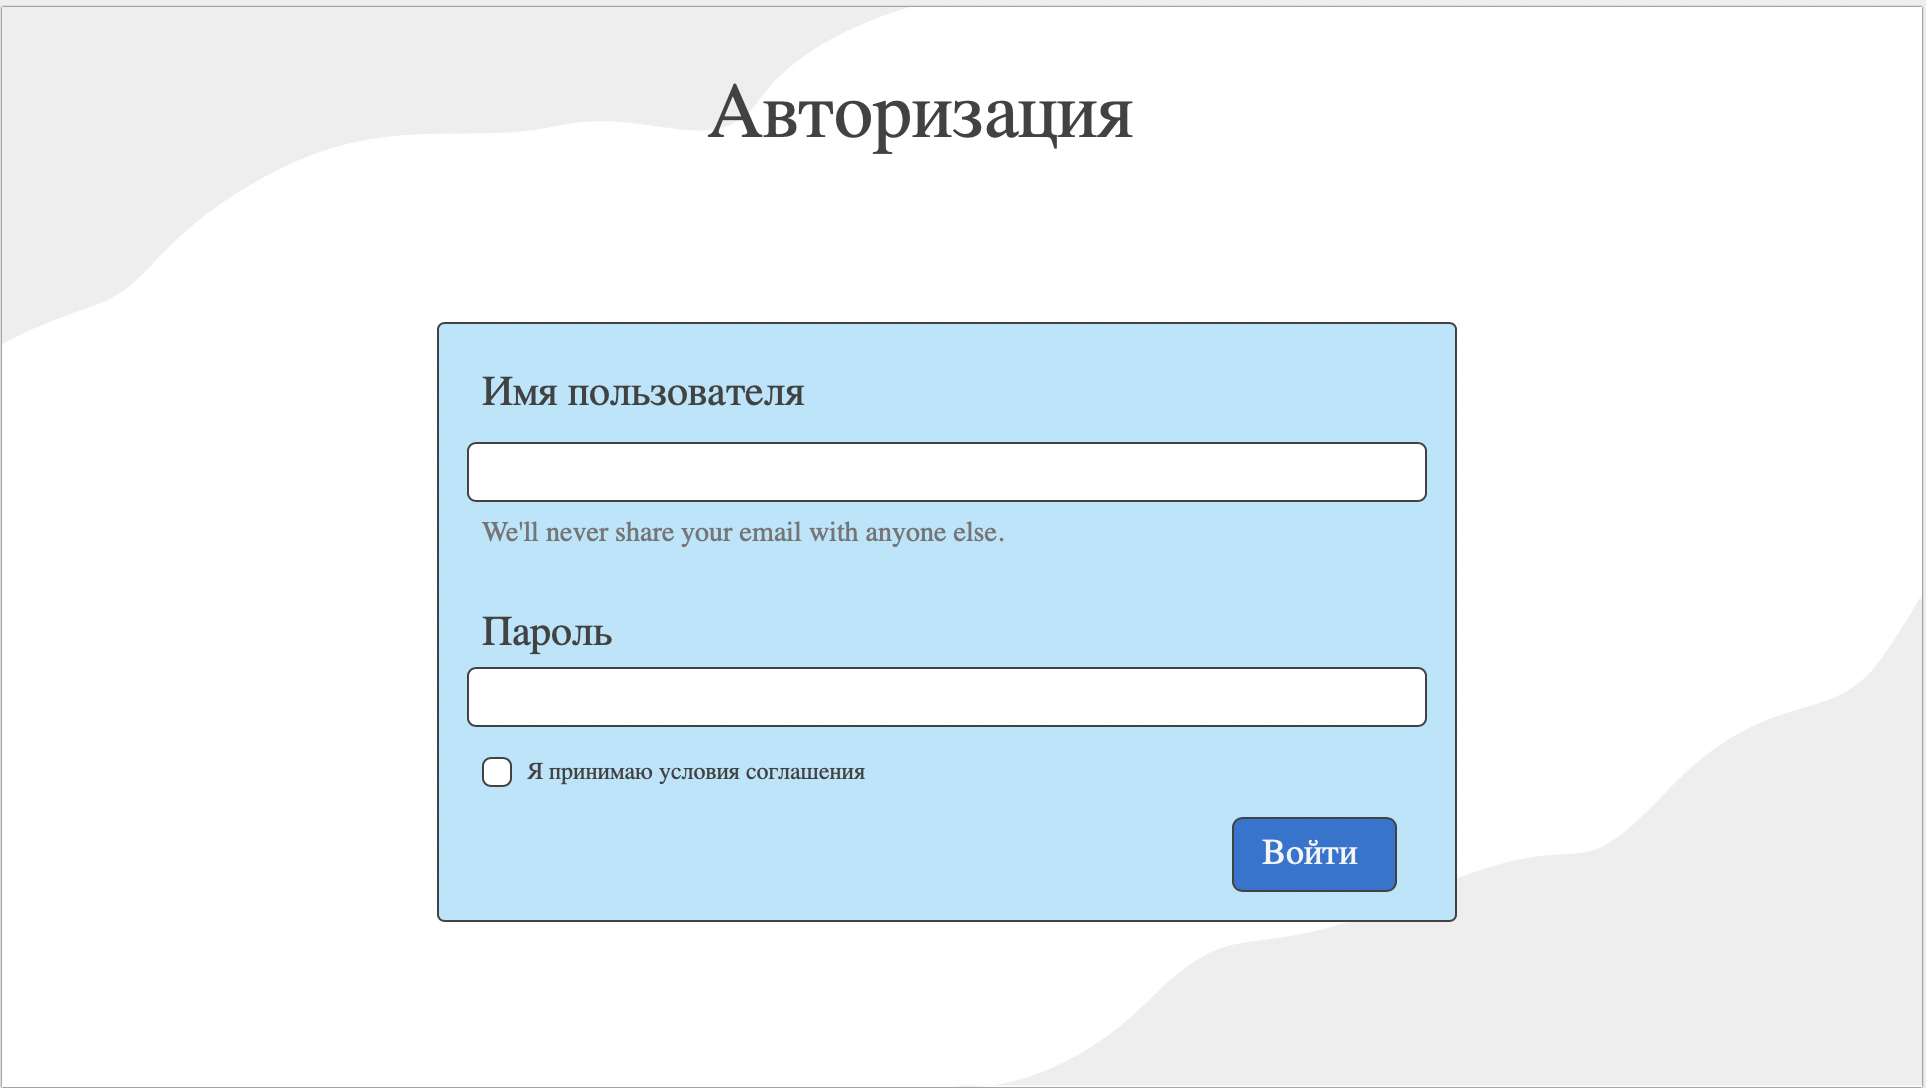 Авторизация
Имя пользователя
We'll never share your email with anyone else.
Пароль
Я принимаю условия соглашения
Войти